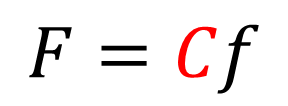 F = Cf